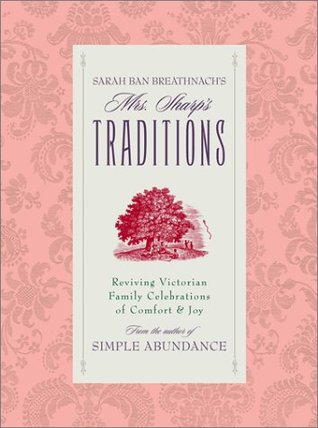 SARAH BAN BREATHNACH'S
Mrs. Sharp's
TRADITIONS
Reviving Victorian
Family Celebrations
of Comfort & Joy
From the author of
SIMPLE ABUNDANCE